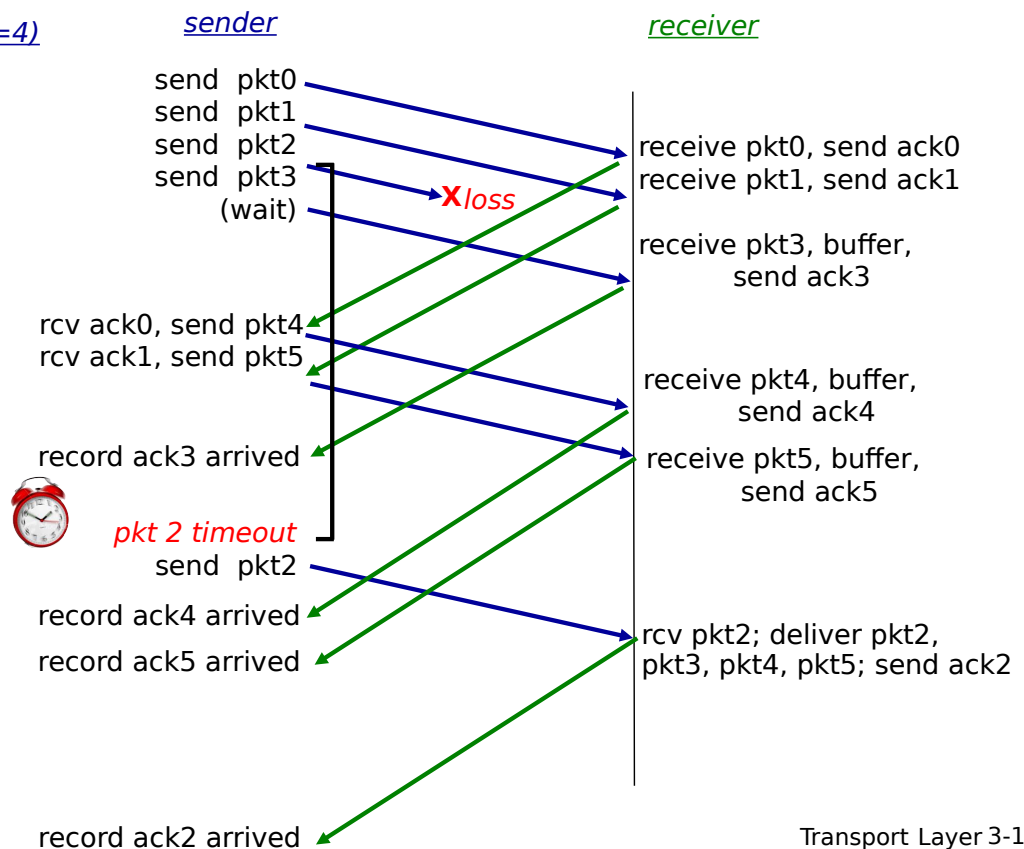 =4)
sender
receiver
send pkt0
send pkt1
send pkt2
send pkt3
(wait)
X loss
receive pkt0, send ack0
receive pkt1, send ack1
receive pkt3, buffer,
send ack3
rcv ack0, send pkt4
rcv ack1, send pkt5
receive pkt4, buffer,
send ack4
record ack3 arrived
receive pkt5, buffer,
send ack5
pkt 2 timeout
send pkt2
record ack4 arrived
record ack5 arrived
rcv pkt2; deliver pkt2,
pkt3, pkt4, pkt5; send ack2
record ack2 arrived
Transport Layer 3-1